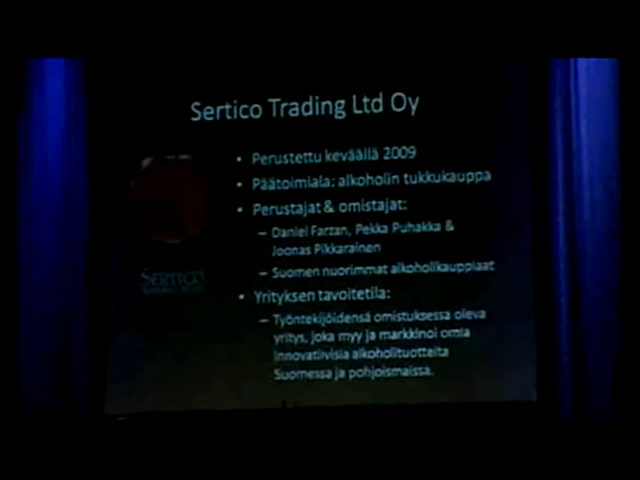 Sertico Trading Ltd Oy
• Perustettu keväällä 2009
• Päätoimiala: alkoholin tukkukauppa
• Perustajat & omistajat:
– Daniel Farzan, Pekka Puhakka &
Joonas Pikkarainen
– Suomen nuorimmat alkoholikauppiaat
SERTICO
• Yrityksen tavoitetila:
– Työntekijöidensä omistuksessa oleva
yritys, joka myy ja markkinoi omia
innovatiivisia alkoholituotteita
Suomessa ja pohjoismaissa.